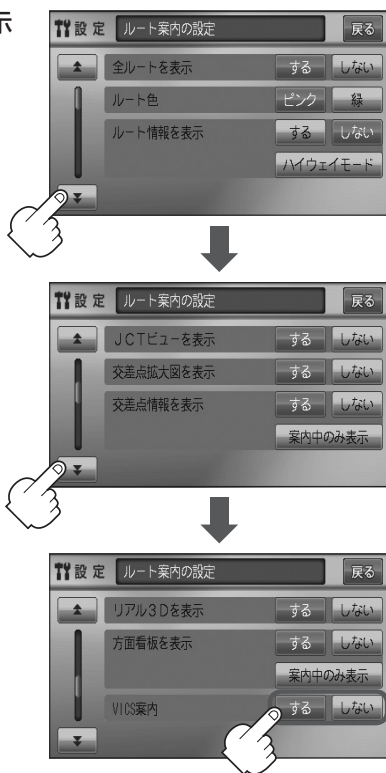 示
設定 ルート案内の設定 戻る
全ルートを表示 する しない
ルート色 ピンク 緑
ルート情報を表示 する しない
ハイウェイモード
設定 ルート案内の設定 戻る
JCTビューを表示 する しない
交差点拡大図を表示 する しない
交差点情報を表示 する しない
案内中のみ表示
設定 ルート案内の設定 戻る
リアル3Dを表示 する しない
方面看板を表示 する しない
案内中のみ表示
VICS案内 する しない